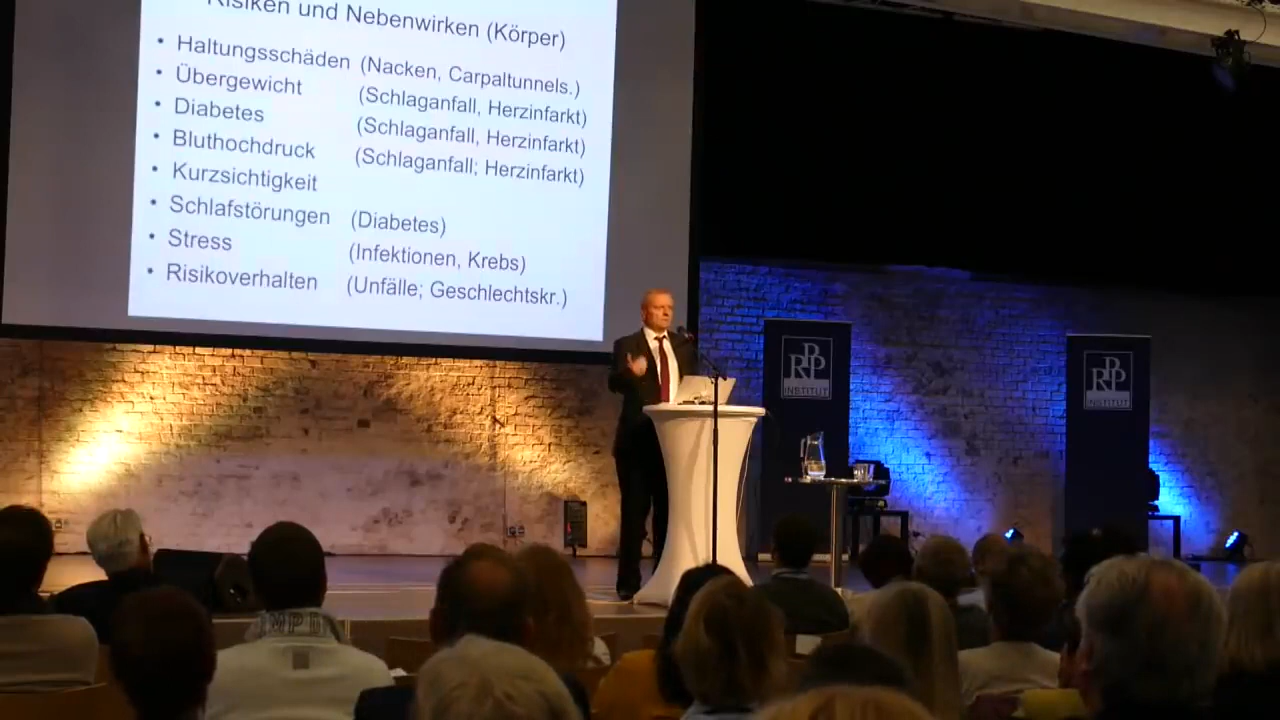 Risiken und Nebenwirken (Körper)
• Haltungsschäden (Nacken, Carpaltunnels.)
• Übergewicht (Schlaganfall, Herzinfarkt)
• Diabetes (Schlaganfall, Herzinfarkt)
• Bluthochdruck (Schlaganfall; Herzinfarkt)
• Kurzsichtigkeit
• Schlafstörungen (Diabetes)
• Stress (Infektionen, Krebs)
• Risikoverhalten (Unfälle; Geschlechtskr.)
RPP
INSTITUT
RPP
INSTITUT